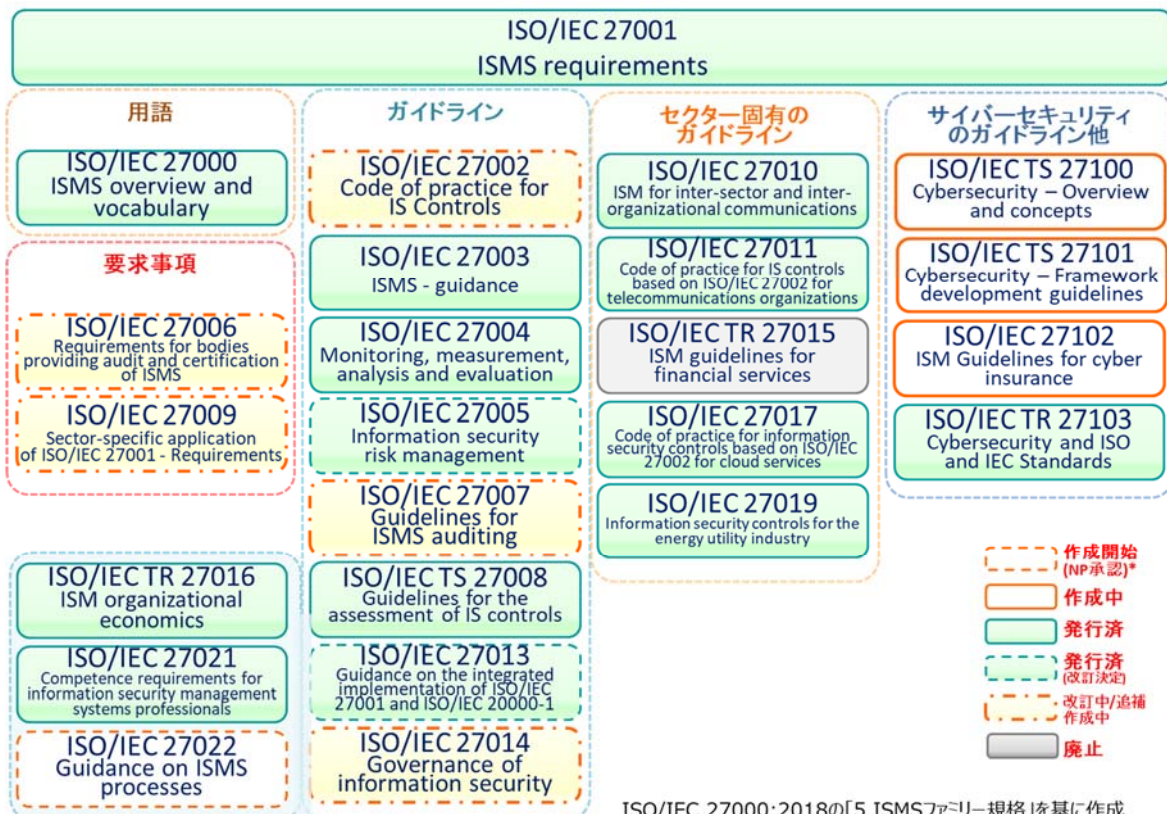 ISO/IEC 27001
ISMS requirements
用語
ISO/IEC 27000
ISMS overview and
vocabulary
要求事項
ISO/IEC 27006
Requirements for bodies
providing audit and certification
of ISMS
ISO/IEC 27009
Sector-specific application
of ISO/IEC 27001 - Requirements
ISO/IEC TR 27016
ISM organizational
economics
ISO/IEC 27021
Competence requirements for
information security management
systems professionals
ISO/IEC 27022
Guidance on ISMS
processes
ガイドライン
ISO/IEC 27002
Code of practice for
IS Controls
ISO/IEC 27003
ISMS - guidance
ISO/IEC 27004
Monitoring, measurement,
analysis and evaluation
ISO/IEC 27005
Information security
risk management
ISO/IEC 27007
Guidelines for
ISMS auditing
ISO/IEC TS 27008
Guidelines for the
assessment of IS controls
ISO/IEC 27013
Guidance on the integrated
implementation of ISO/IEC
27001 and ISO/IEC 20000-1
ISO/IEC 27014
Governance of
information security
セクター固有の
ガイドライン
ISO/IEC 27010
ISM for inter-sector and inter-
organizational communications
ISO/IEC 27011
Code of practice for IS controls
based on ISO/IEC 27002 for
telecommunications organizations
ISO/IEC TR 27015
ISM guidelines for
financial services
ISO/IEC 27017
Code of practice for information
security controls based on ISO/IEC
27002 for cloud services
ISO/IEC 27019
Information security controls for the
energy utility industry
サイバーセキュリティ
のガイドライン他
ISO/IEC TS 27100
Cybersecurity – Overview
and concepts
ISO/IEC TS 27101
Cybersecurity – Framework
development guidelines
ISO/IEC 27102
ISM Guidelines for cyber
insurance
ISO/IEC TR 27103
Cybersecurity and ISO
and IEC Standards
作成開始
(NP承認)*
作成中
発行済
発行済
(改訂決定)
改訂中/追補
作成中
廃止
ISO/IEC 27000:2018の「5 ISMSファミリー規格」を基に作成